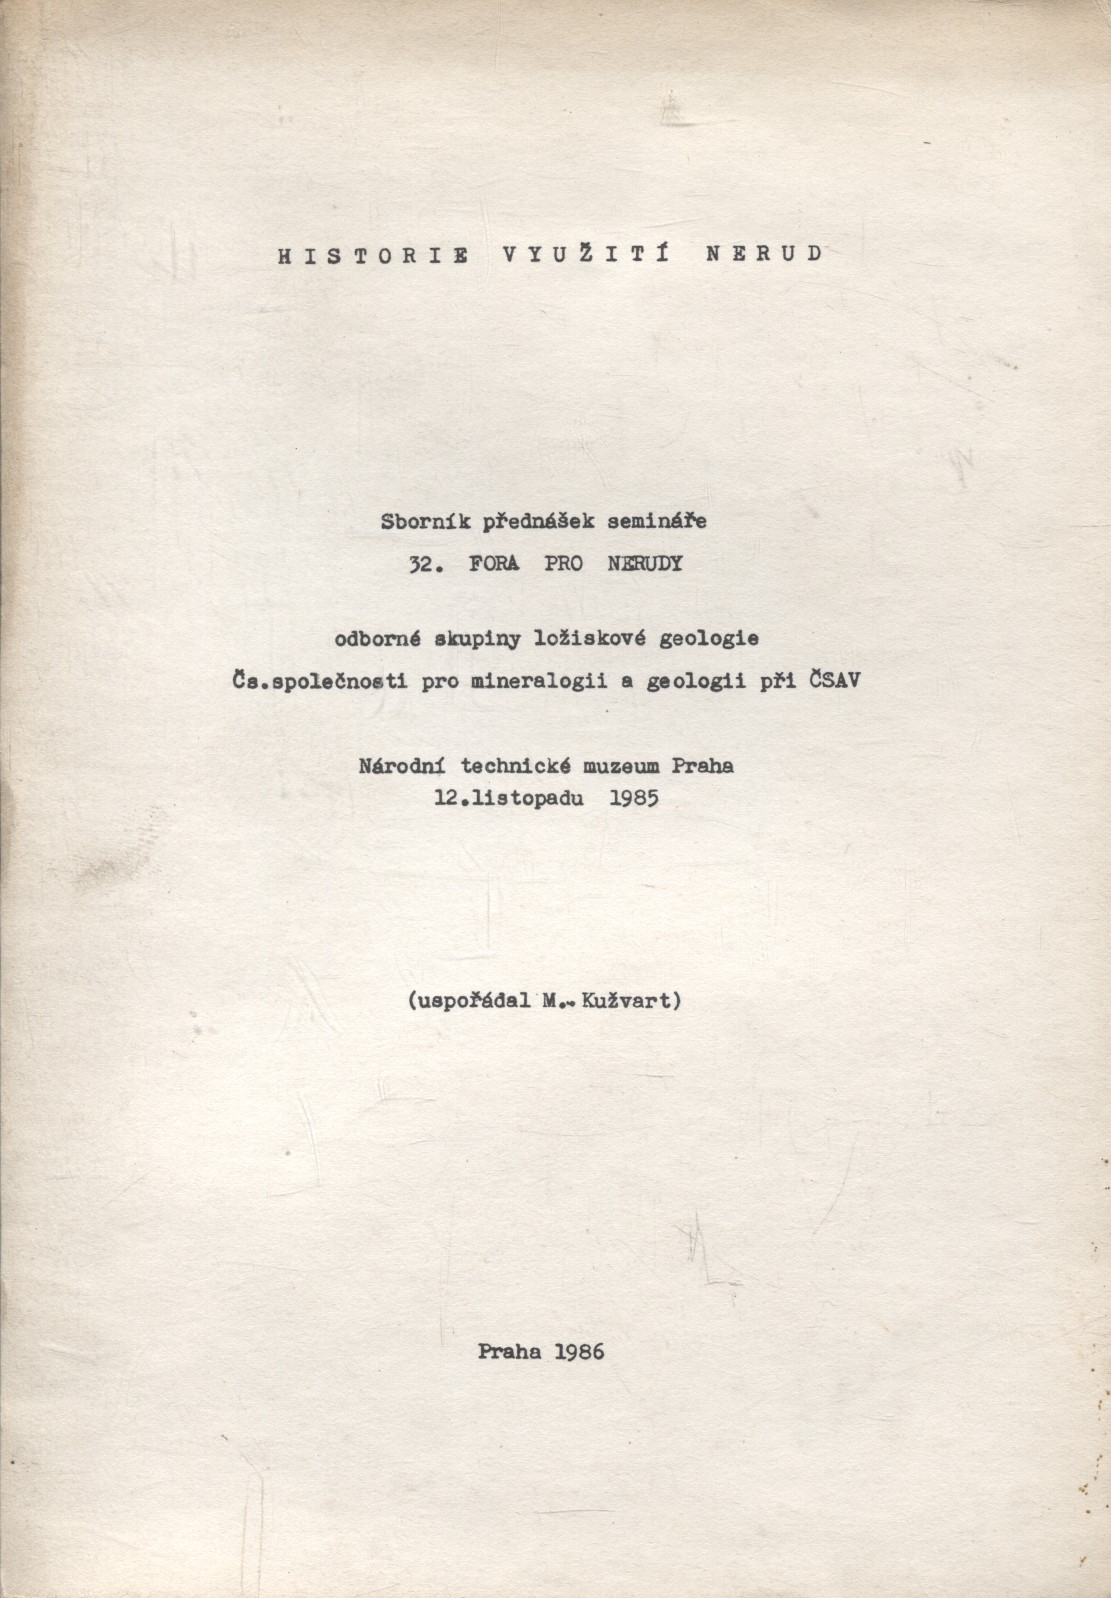 HISTORIE VYUŽITÍ NERUD
Sborník přednášek semináře
32. FORA PRO NERUDY
odborné skupiny ložiskové geologie
Čs.společnosti pro mineralogii a geologii při ČSAV
Národní technické muzeum Praha
12.listopadu 1985
(uspořádal M. Kužvart)
Praha 1986